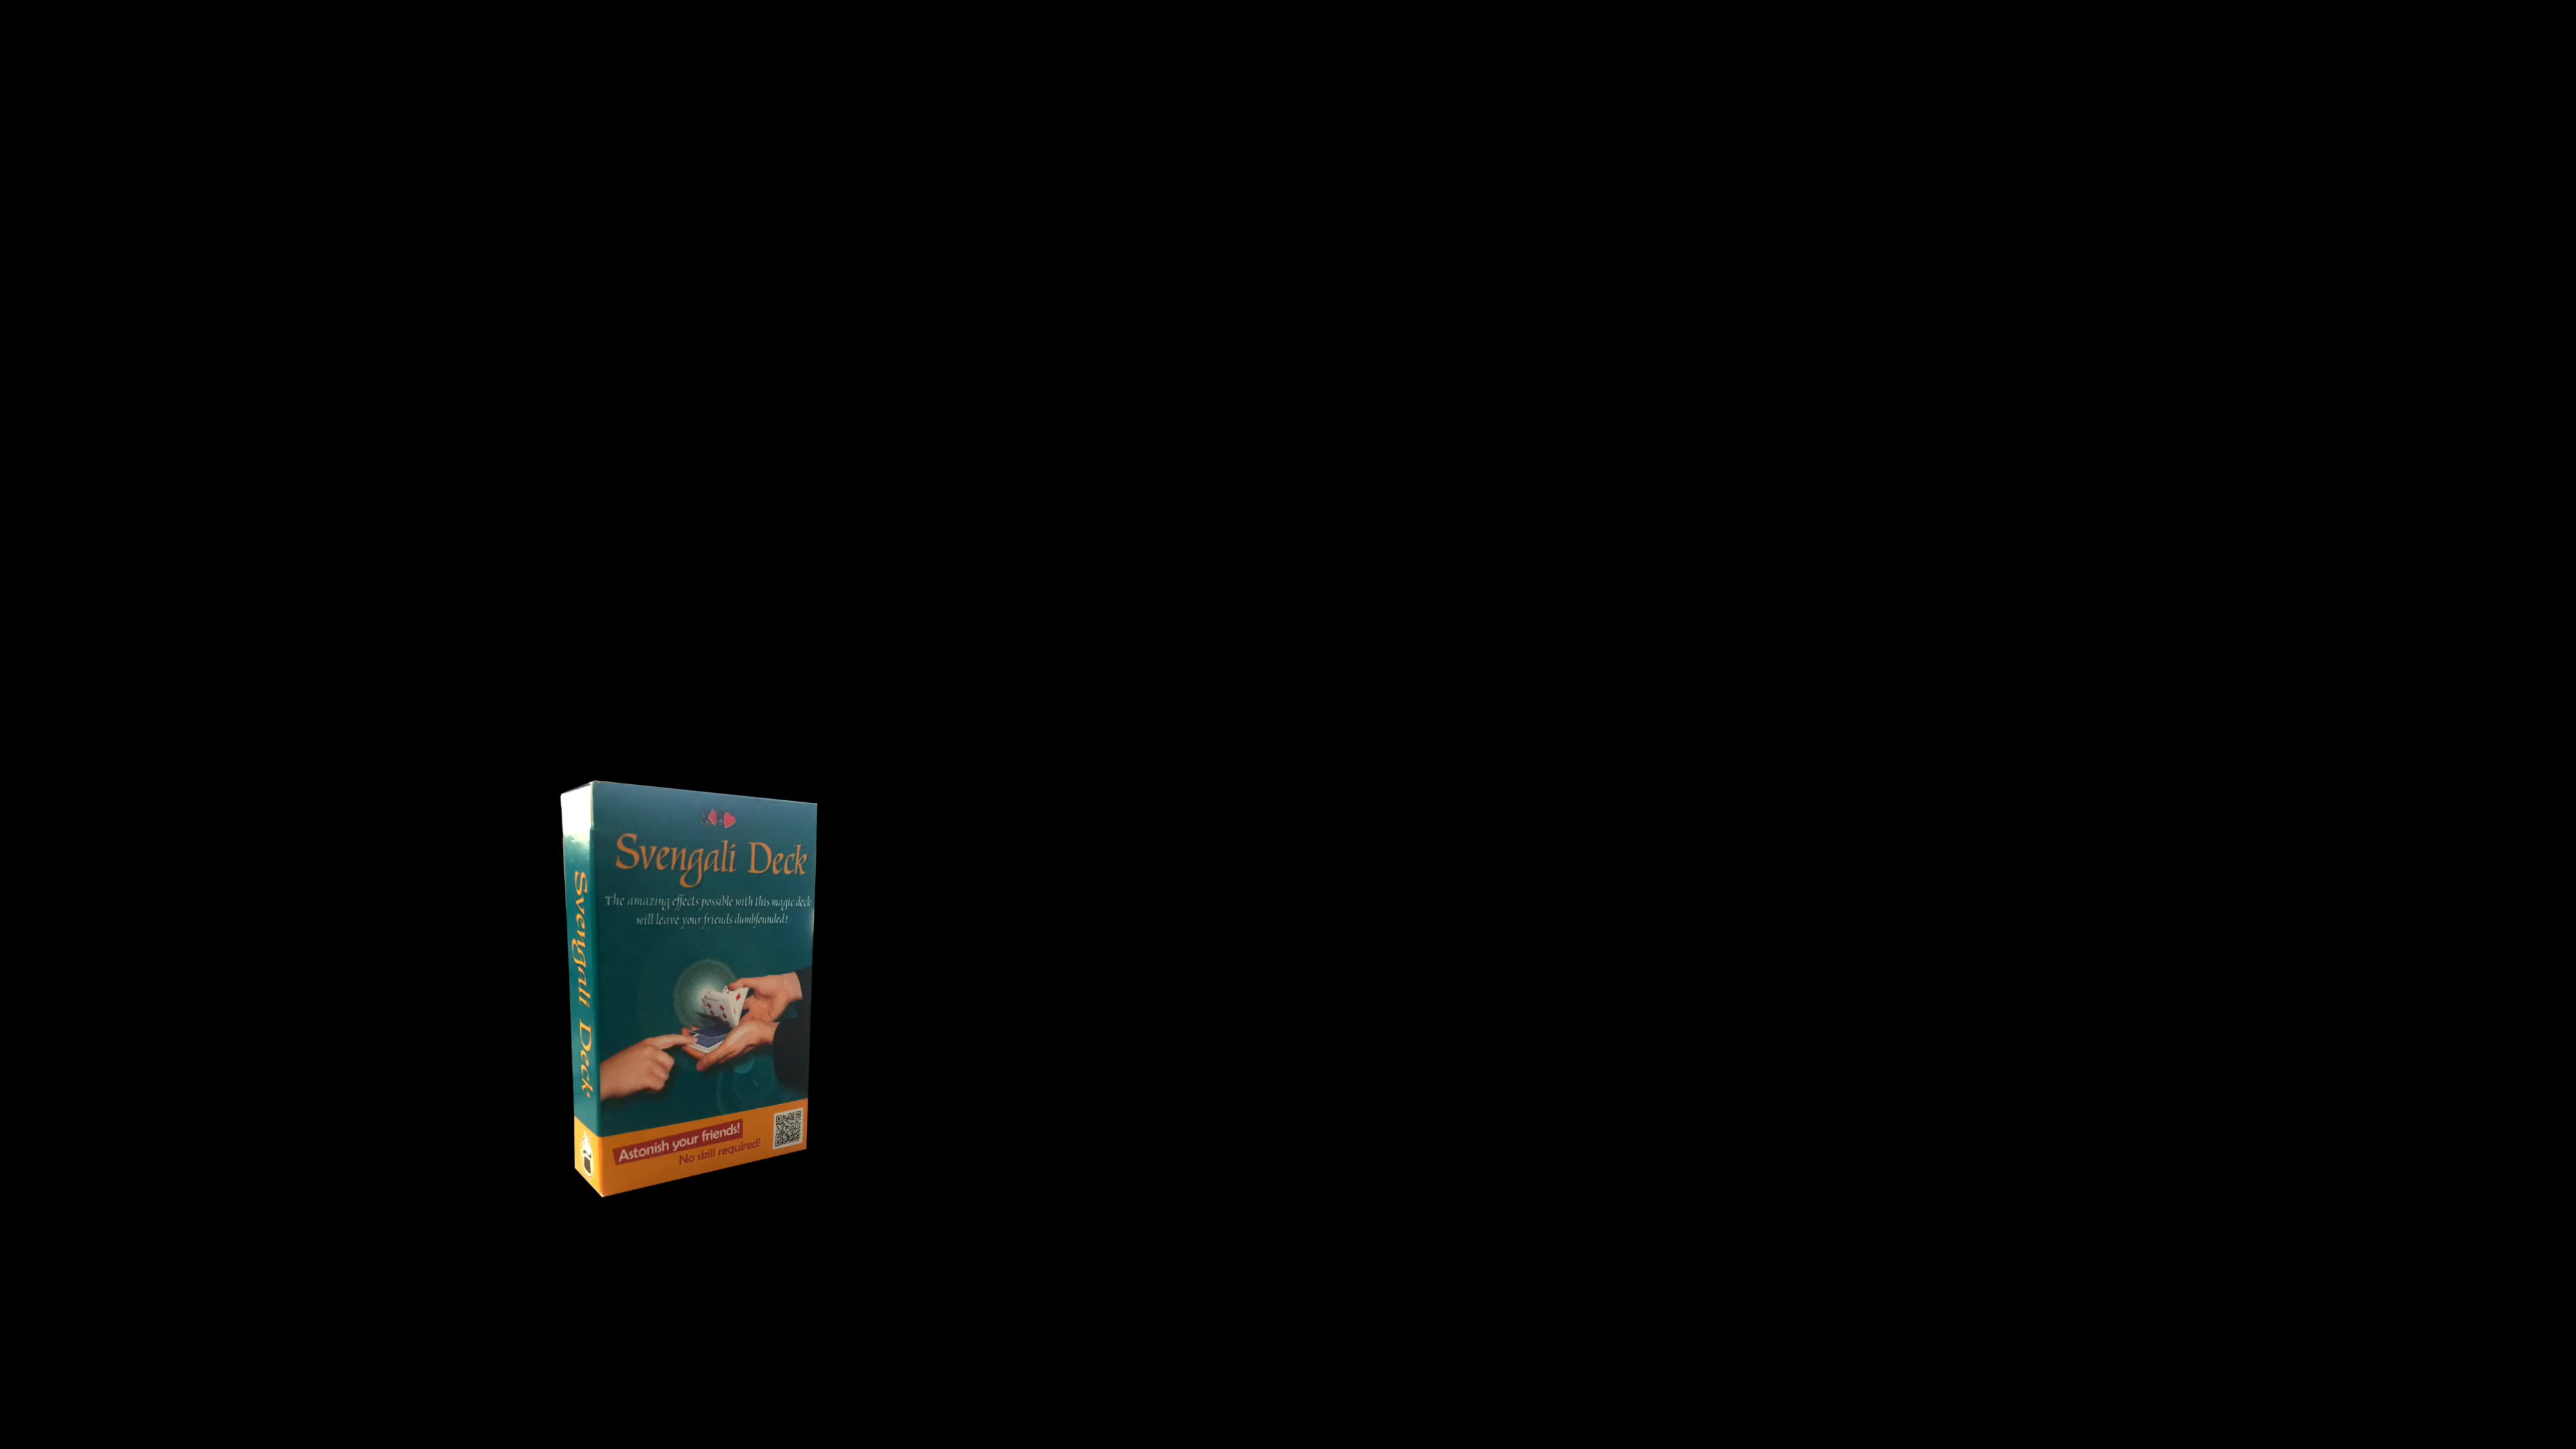 Svengali Deck
The amazing effects possible with this magic deck
will leave your friends dumbfounded!
Astonish your friends!
No skill required!
Svengali Deck